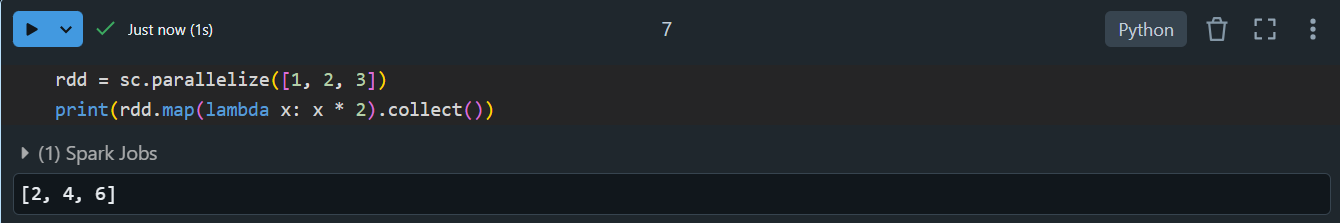 Just now (1s)
7
Python
rdd = sc.parallelize([1, 2, 3])
print(rdd.map(lambda x: x * 2).collect())
(1) Spark Jobs
[2, 4, 6]